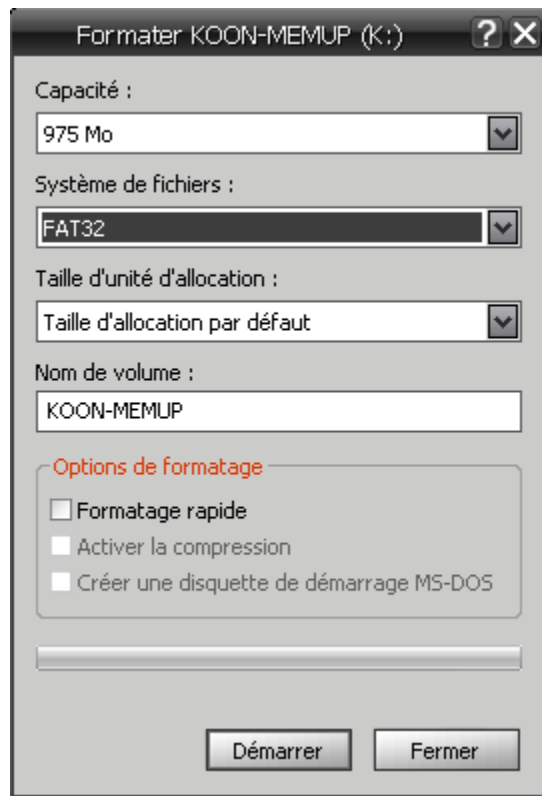 Formater KOON-MEMUP (K:)
Capacité :
975 Mo
Système de fichiers :
FAT32
Taille d'unité d'allocation :
Taille d'allocation par défaut
Nom de volume :
KOON-MEMUP
Options de formatage
Formatage rapide
Activer la compression
Créer une disquette de démarrage MS-DOS
Démarrer
Fermer